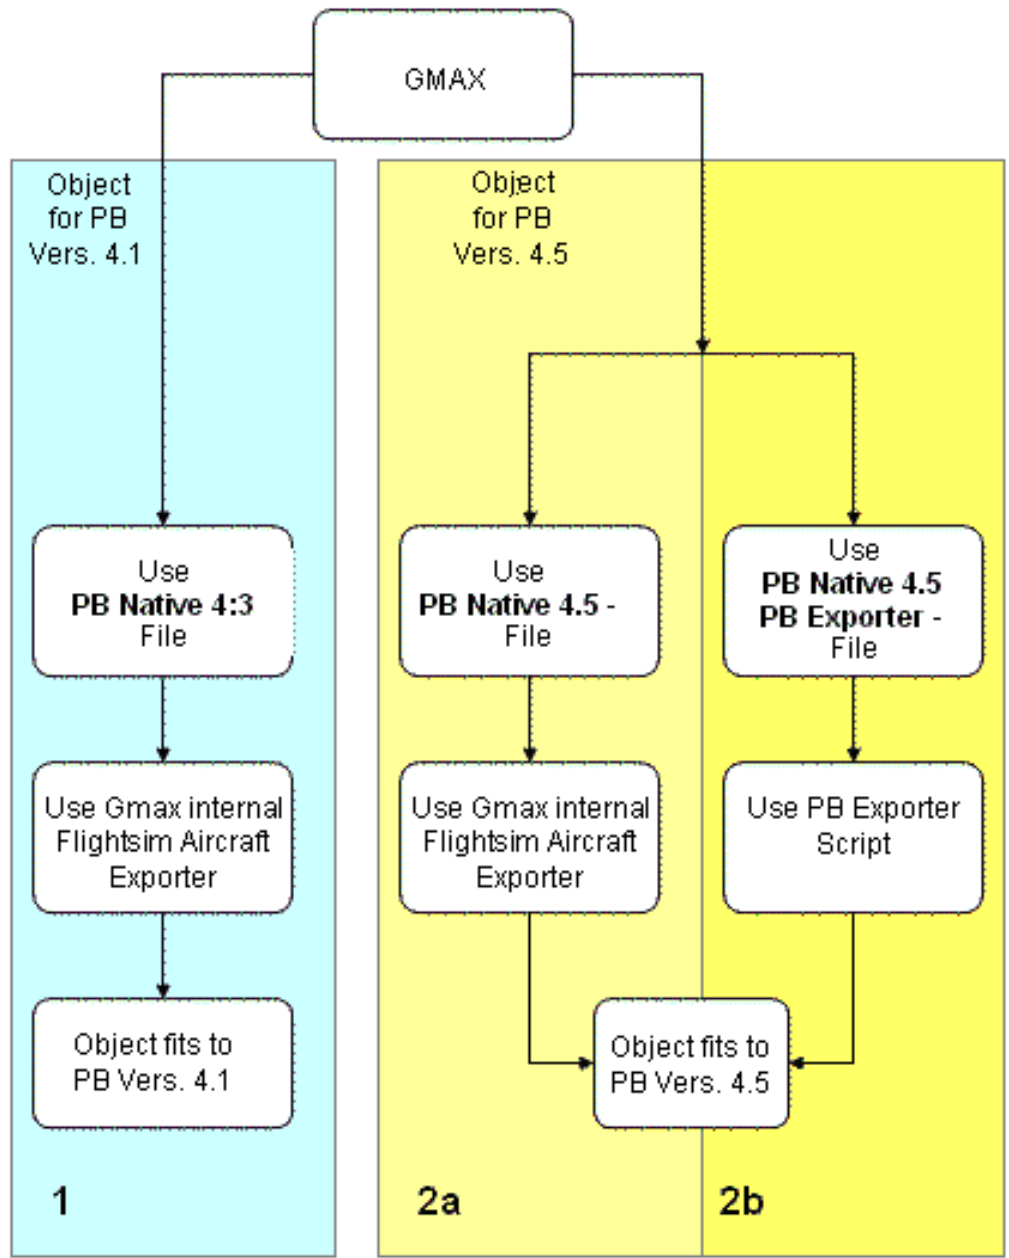 GMAX
Object
for PB
Vers. 4.1
Object
for PB
Vers. 4.5
Use
PB Native 4:3
File
Use
PB Native 4.5 -
File
Use
PB Native 4.5
PB Exporter -
File
Use Gmax internal
Flightsim Aircraft
Exporter
Use Gmax internal
Flightsim Aircraft
Exporter
Use PB Exporter
Script
Object fits to
PB Vers. 4.1
Object fits to
PB Vers. 4.5
1
2a
2b